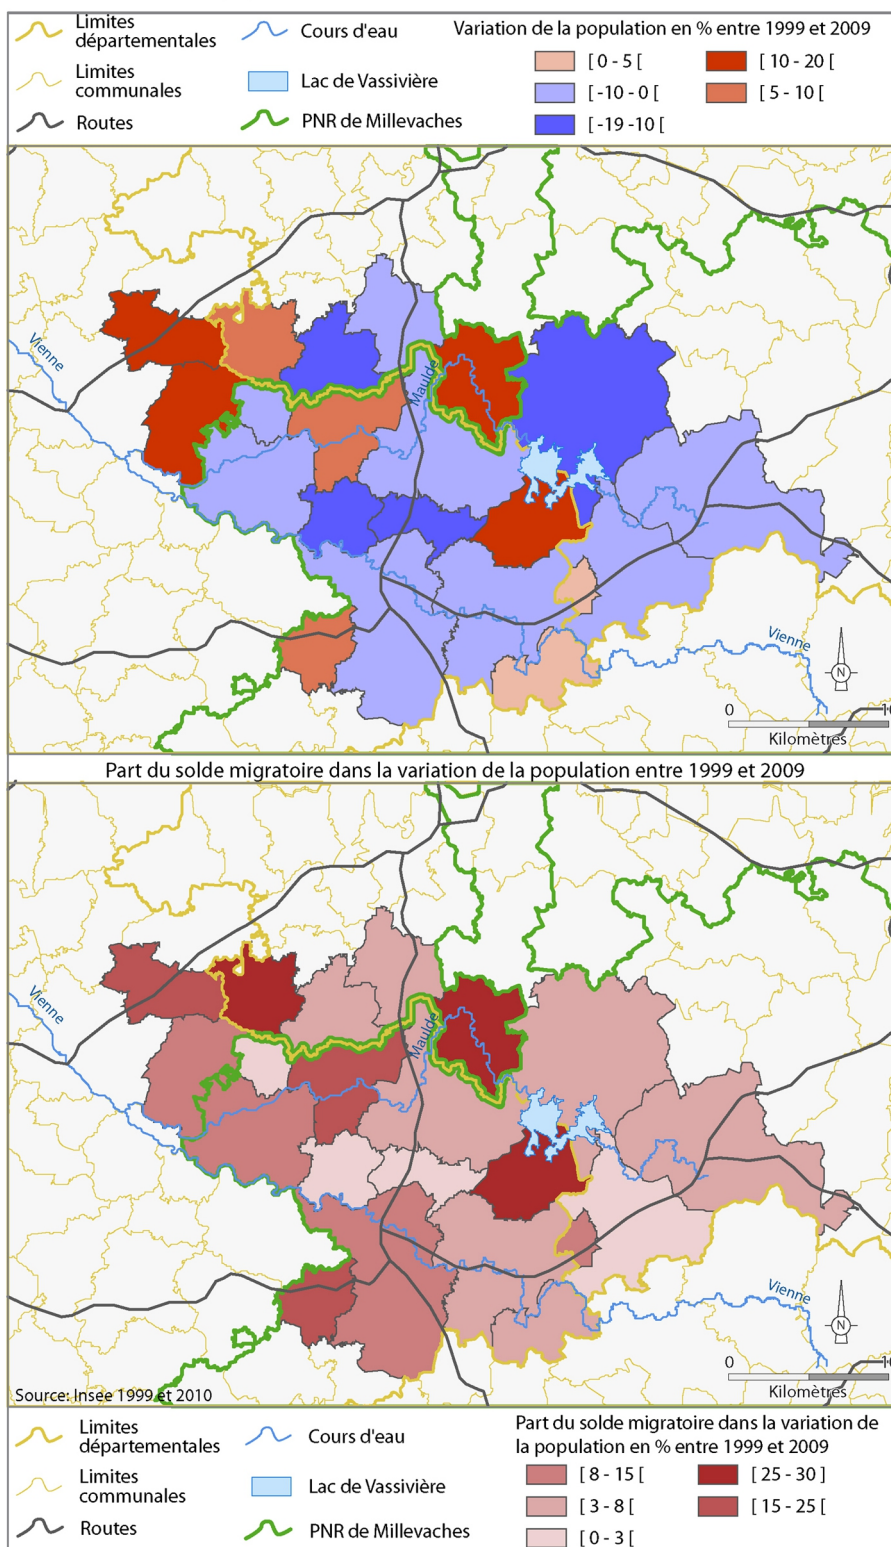 Limites
départementales
Cours d'eau
Variation de la population en % entre 1999 et 2009
Limites
communales
Lac de Vassivière
[ 0 - 5 [
[ 10 - 20 [
[ -10 - 0 [
[ 5 - 10 [
Routes
PNR de Millevaches
[ -19 -10 [
Vienne
Maulde
Vienne
N
0
10
Kilomètres
Part du solde migratoire dans la variation de la population entre 1999 et 2009
Vienne
Maulde
Vienne
N
0
10
Kilomètres
Source: Insee 1999 et 2010
Limites
départementales
Cours d'eau
Part du solde migratoire dans la variation de
la population en % entre 1999 et 2009
Limites
communales
Lac de Vassivière
[ 8 - 15 [
[ 25 - 30 ]
[ 3 - 8 [
[ 15 - 25 [
Routes
PNR de Millevaches
[ 0 - 3 [